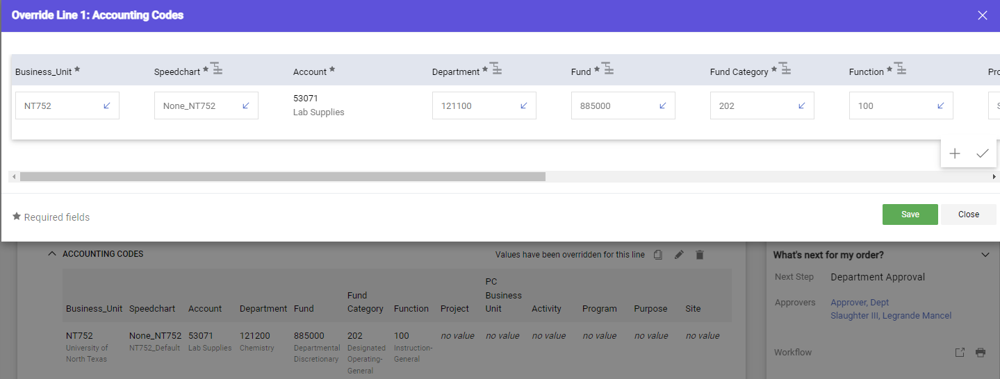 Override Line 1: Accounting Codes
Business_Unit ★ Speedchart ★ Account ★ Department ★ Fund ★ Fund Category ★ Function ★ Pro
NT752 None_NT752 53071 121100 885000 202 100 S
Lab Supplies
★ Required fields
Save Close
ACCOUNTING CODES Values have been overridden for this line
What's next for my order?
Next Step Department Approval
Approvers Approver, Dept
Slaughter III, Legrande Mancel
Workflow
PC
Fund Business
Business_Unit Speedchart Account Department Fund Category Function Project Unit Activity Program Purpose Site
NT752 None_NT752 53071 121200 885000 202 100 no value no value no value no value no value no value
University of NT752_Default Lab Supplies Chemistry Departmental Designated Instruction-
North Texas Discretionary Operating- General
General